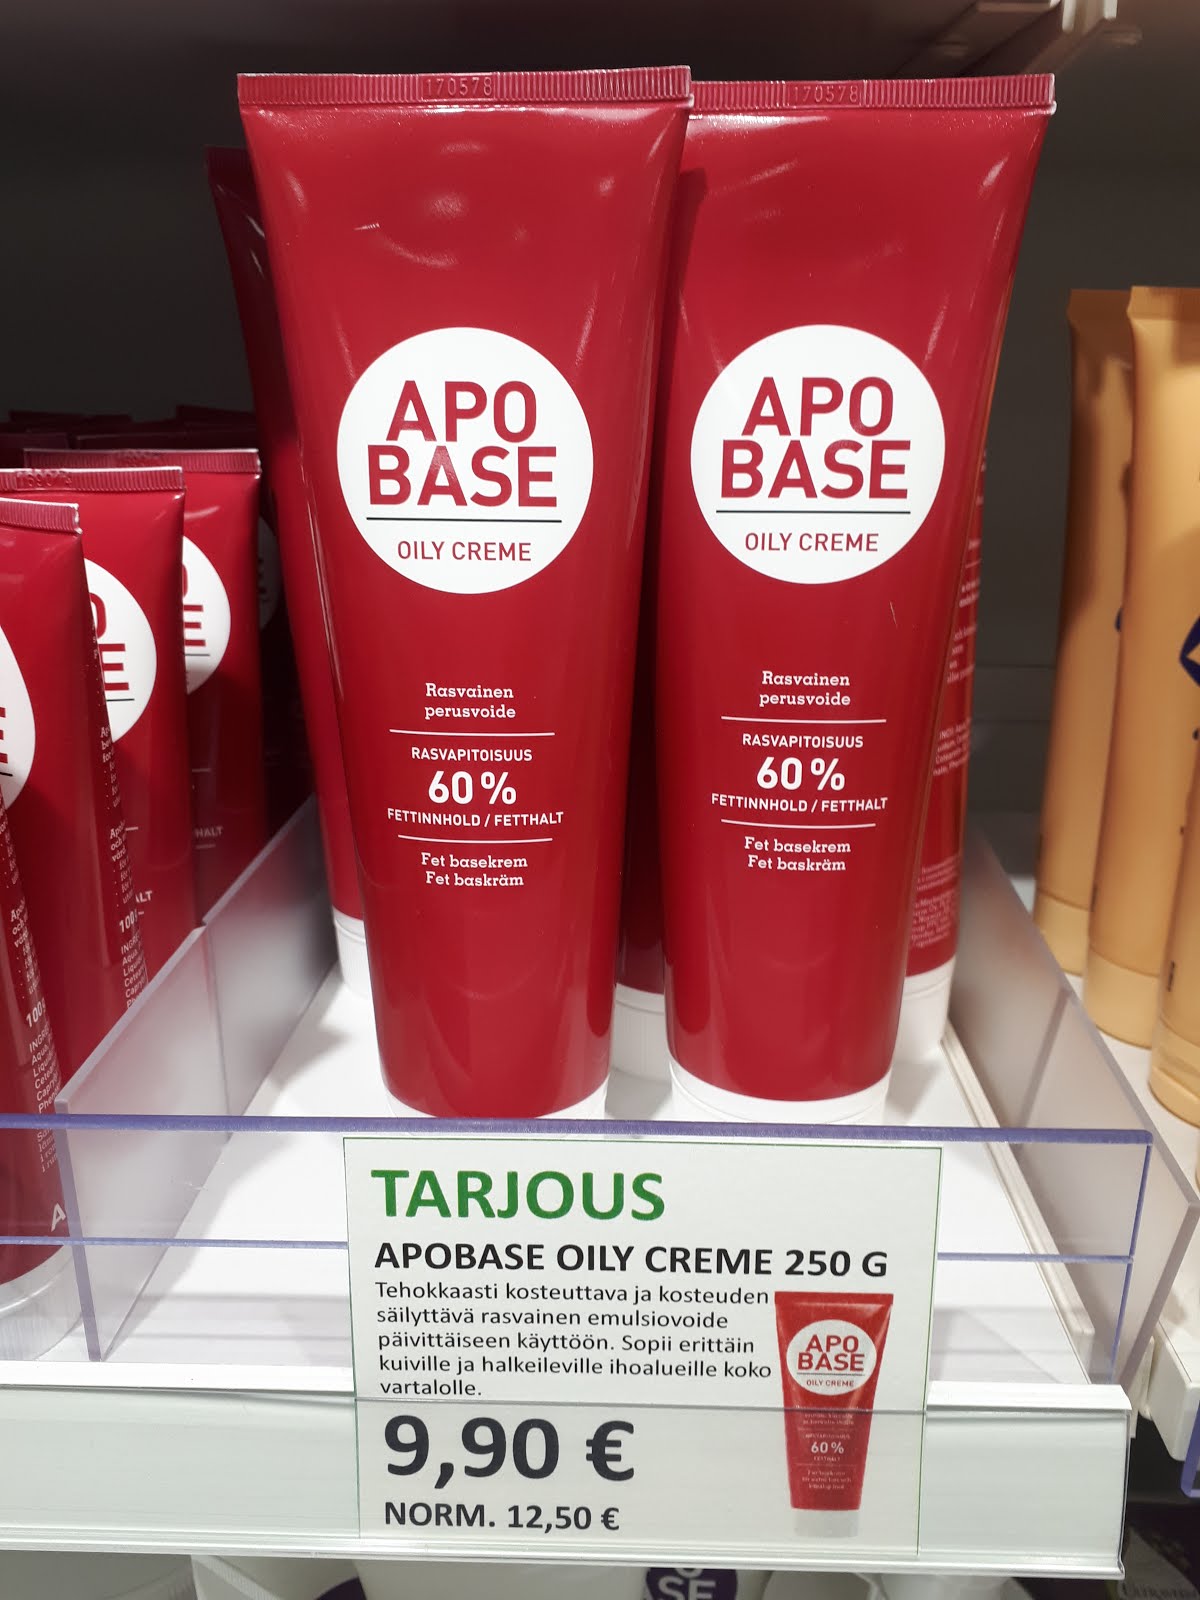 170578
170578
APO
BASE
OILY CREME
Rasvainen
perusvoide
RASVAPITOISUUS
60 %
FETTINNHOLD / FETTHALT
Fet basekrem
Fet baskräm
APO
BASE
OILY CREME
Rasvainen
perusvoide
RASVAPITOISUUS
60 %
FETTINNHOLD / FETTHALT
Fet basekrem
Fet baskräm
TARJOUS
APOBASE OILY CREME 250 G
Tehokkaasti kosteuttava ja kosteuden
säilyttävä rasvainen emulsiovoide
päivittäiseen käyttöön. Sopii erittäin
kuiville ja halkeileville ihoalueille koko
vartalolle.
9,90 €
NORM. 12,50 €
APO
BASE
OILY CREME
60 %